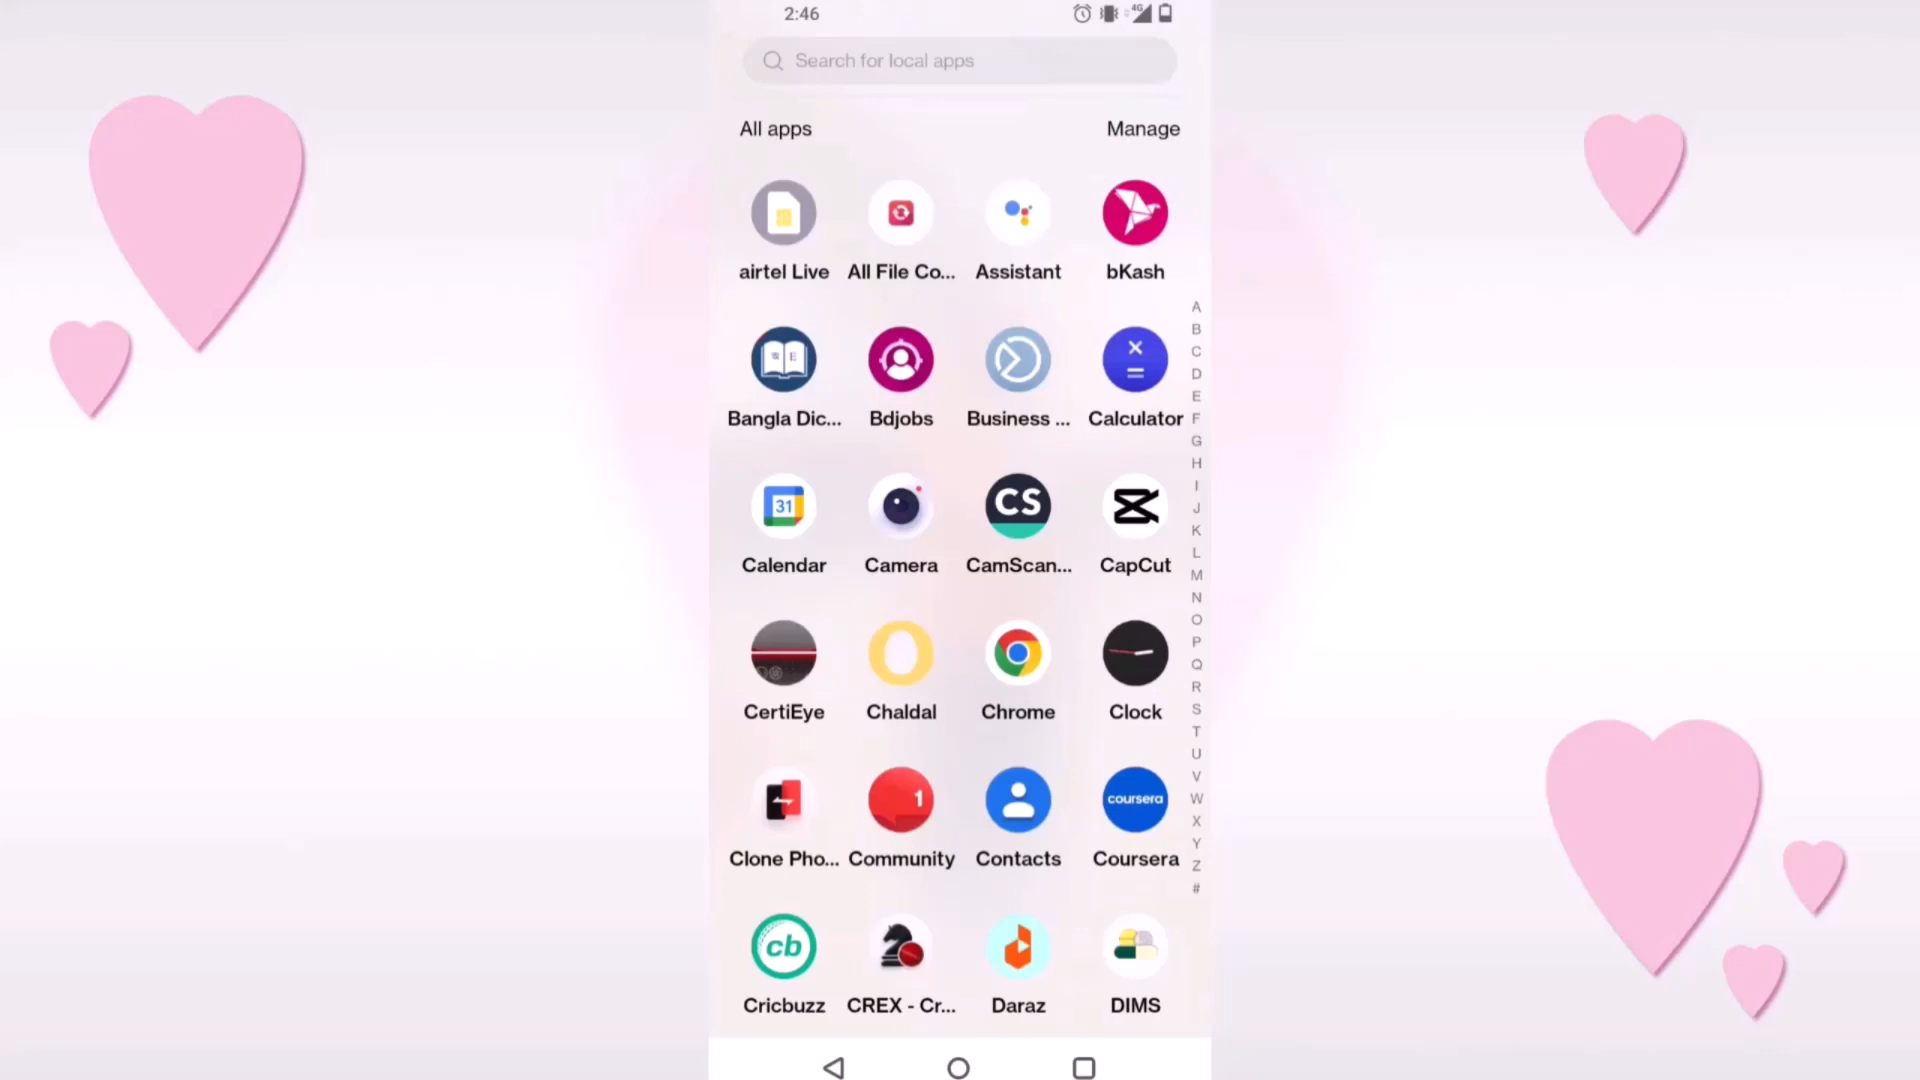 2:46
4G
Search for local apps
All apps Manage
airtel Live All File Co... Assistant bKash
A
B
E
Bangla Dic... Bdjobs Business ... Calculator
C
D
E
F
G
H
I
J
K
L
M
N
O
P
Q
R
S
T
U
V
W
X
Y
Z
#
31
CS
Calendar Camera CamScan... CapCut
CertiEye Chaldal Chrome Clock
1
coursera
Clone Pho... Community Contacts Coursera
cb
Cricbuzz CREX - Cr... Daraz DIMS